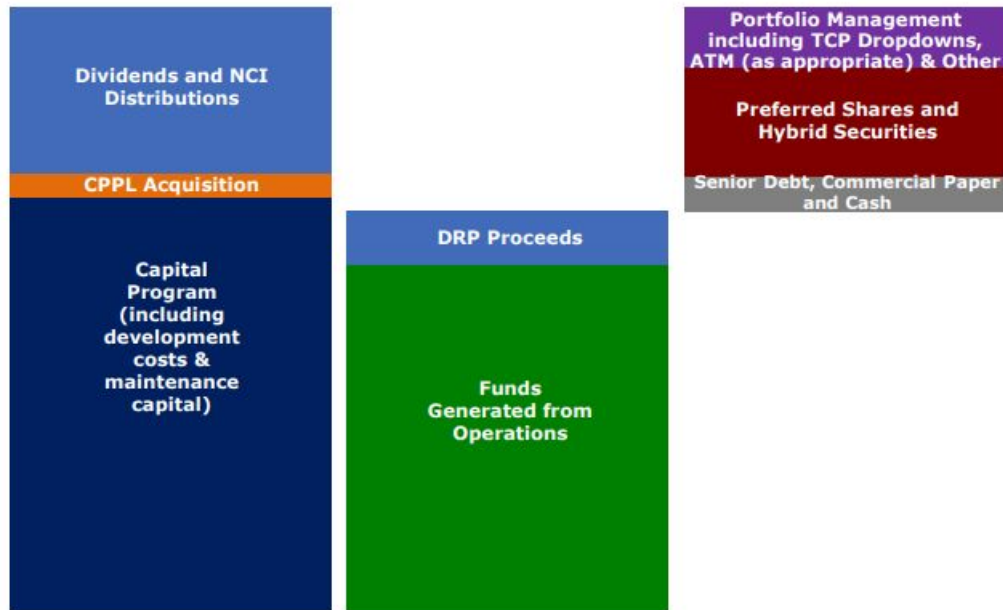 Dividends and NCI
Distributions
CPPL Acquisition
Capital
Program
(including
development
costs &
maintenance
capital)
DRP Proceeds
Funds
Generated from
Operations
Portfolio Management
including TCP Dropdowns,
ATM (as appropriate) & Other
Preferred Shares and
Hybrid Securities
Senior Debt, Commercial Paper
and Cash